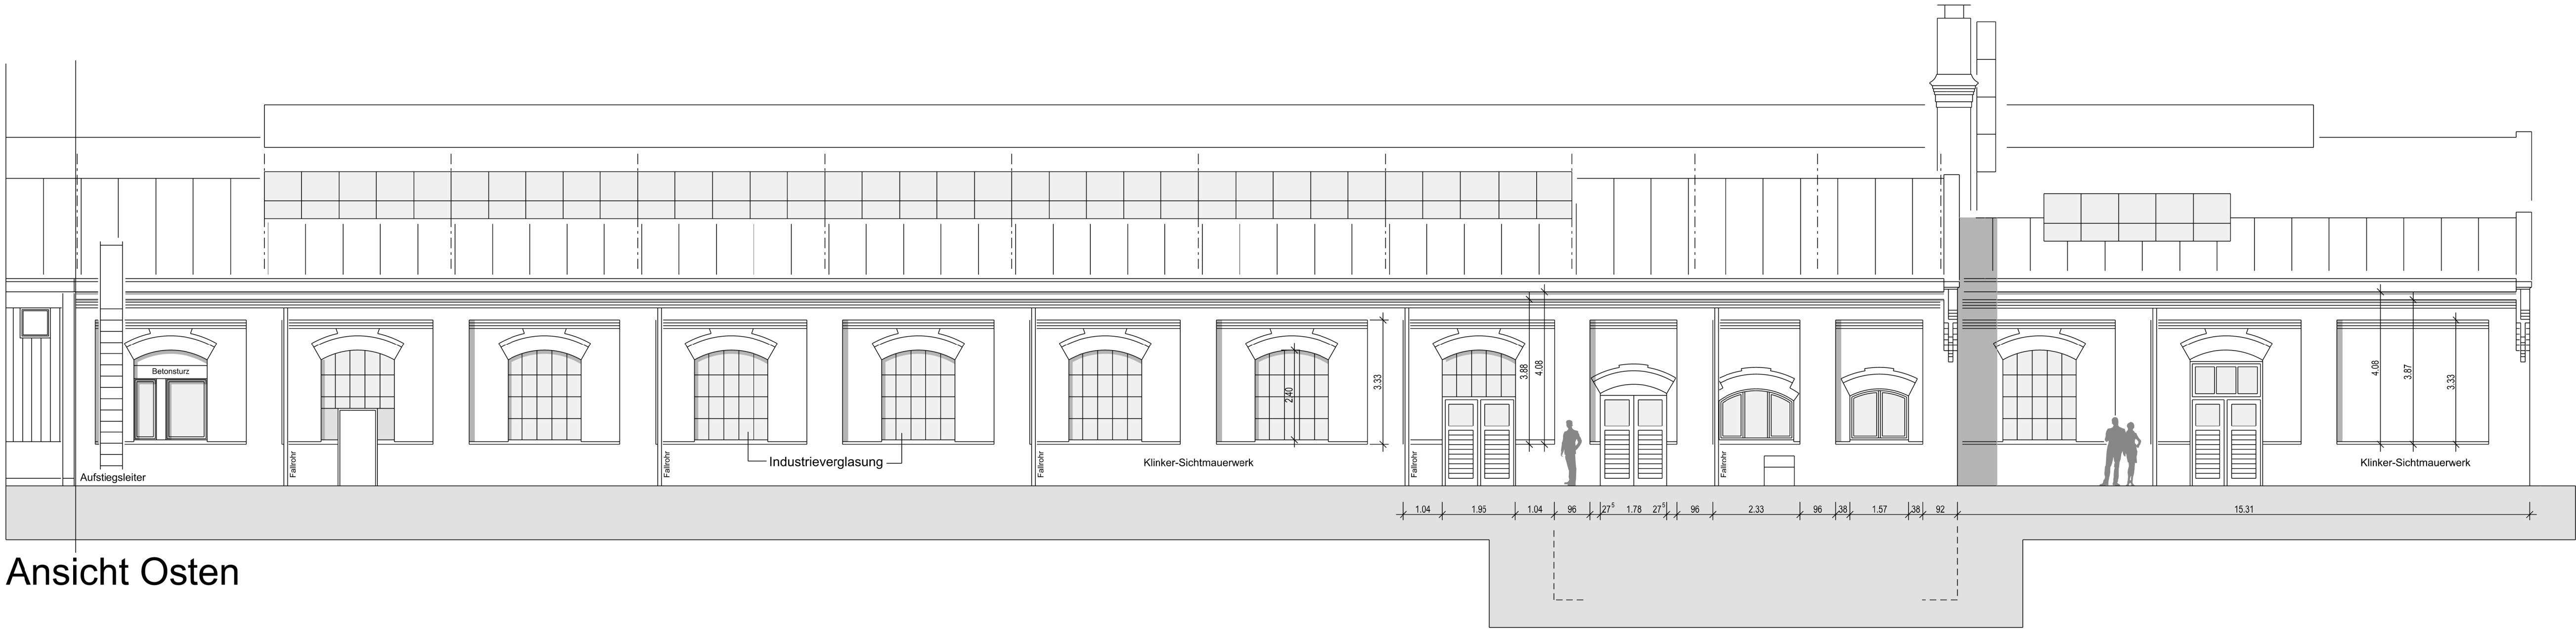 Betonsturz
3.88
4.08
2.40
3.33
4.08
3.87
3.33
Industrieverglasung
Klinker-Sichtmauerwerk
Klinker-Sichtmauerwerk
Aufstiegsleiter
Fallrohr
Fallrohr
Fallrohr
Fallrohr
Fallrohr
1.04 1.95 1.04 96 27⁵ 1.78 27⁵ 96 2.33 96 38 1.57 38 92 15.31
Ansicht Osten